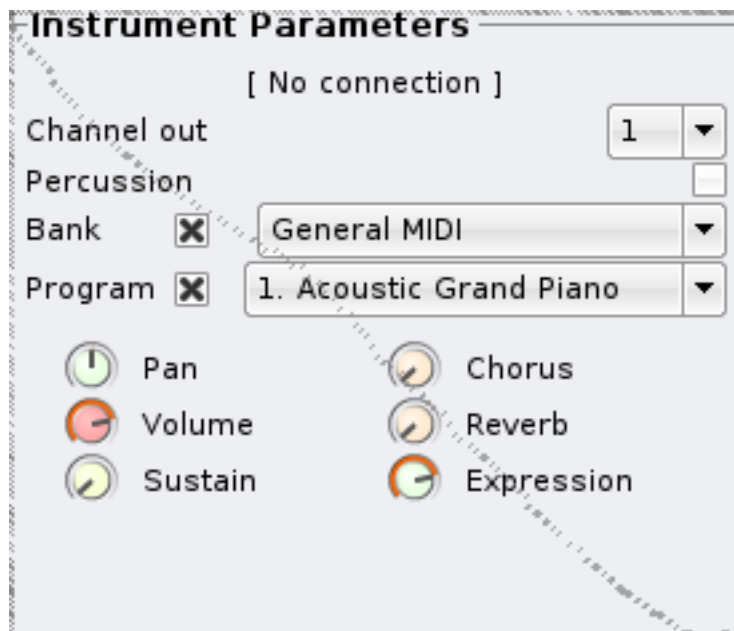 Instrument Parameters
[ No connection ]
Channel out 1
Percussion
Bank General MIDI
Program 1. Acoustic Grand Piano
Pan Chorus
Volume Reverb
Sustain Expression